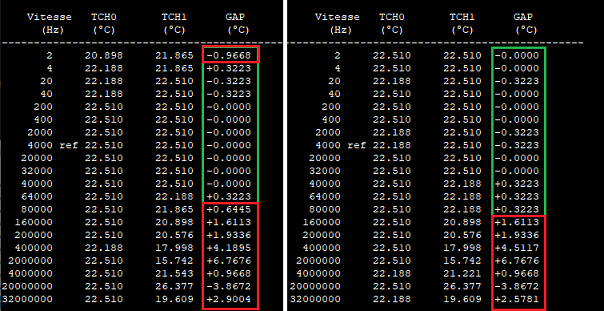 Vitesse TCH0 TCH1 GAP
(Hz) (°C) (°C) (°C)
--------------------------------------------
2 20.898 21.865 -0.9668
4 22.188 21.865 +0.3223
20 22.188 22.510 -0.3223
40 22.188 22.510 -0.3223
200 22.510 22.510 -0.0000
400 22.510 22.510 -0.0000
2000 22.510 22.510 -0.0000
4000 ref 22.510 22.510 -0.0000
20000 22.510 22.510 -0.0000
32000 22.510 22.510 -0.0000
40000 22.510 22.510 -0.0000
64000 22.510 22.188 +0.3223
80000 22.510 21.865 +0.6445
160000 22.510 20.898 +1.6113
200000 22.510 20.576 +1.9336
400000 22.188 17.998 +4.1895
2000000 22.510 15.742 +6.7676
4000000 22.510 21.543 +0.9668
20000000 22.510 26.377 -3.8672
32000000 22.510 19.609 +2.9004
Vitesse TCH0 TCH1 GAP
(Hz) (°C) (°C) (°C)
--------------------------------------------
2 22.510 22.510 -0.0000
4 22.510 22.510 -0.0000
20 22.188 22.510 -0.3223
40 22.510 22.510 -0.0000
200 22.510 22.510 -0.0000
400 22.510 22.510 -0.0000
2000 22.188 22.510 -0.3223
4000 ref 22.188 22.510 -0.3223
20000 22.510 22.510 -0.0000
32000 22.510 22.510 -0.0000
40000 22.510 22.188 +0.3223
64000 22.510 22.188 +0.3223
80000 22.510 22.188 +0.3223
160000 22.510 20.898 +1.6113
200000 22.510 20.576 +1.9336
400000 22.510 17.998 +4.5117
2000000 22.510 15.742 +6.7676
4000000 22.188 21.221 +0.9668
20000000 22.510 26.377 -3.8672
32000000 22.188 19.609 +2.5781